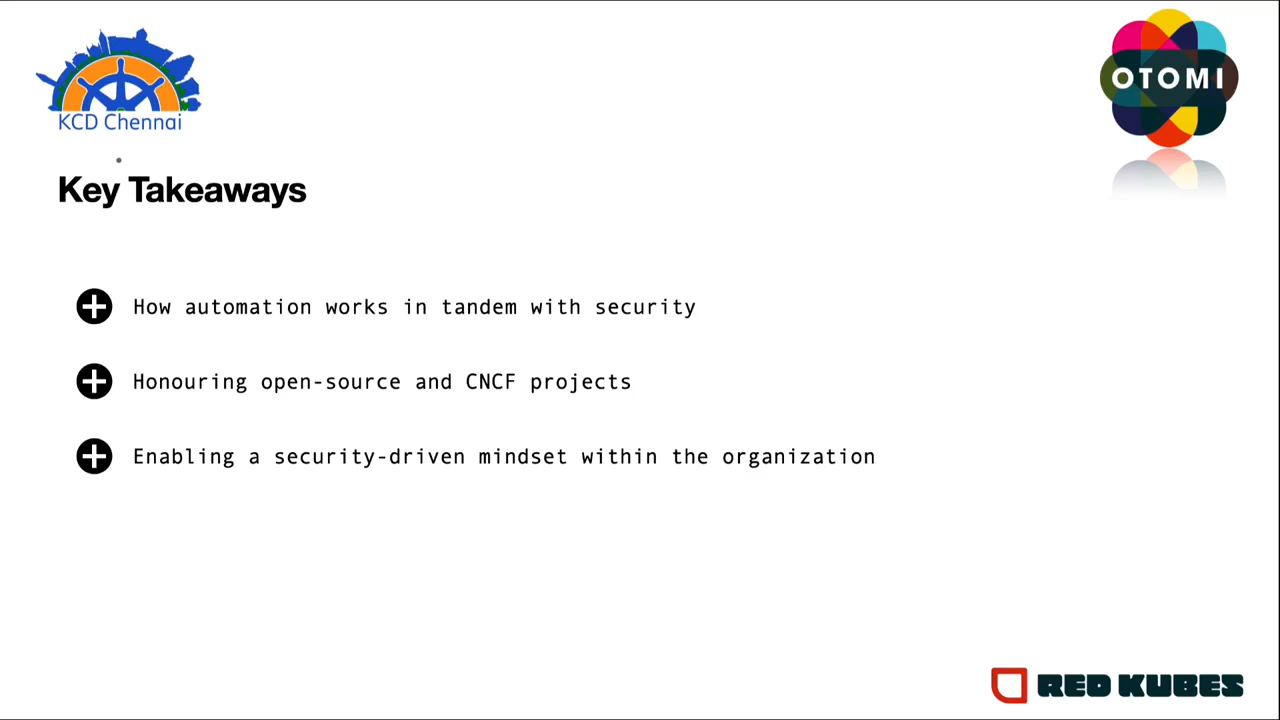 KCD Chennai
OTOMI
Key Takeaways
How automation works in tandem with security
Honouring open-source and CNCF projects
Enabling a security-driven mindset within the organization
RED KUBES